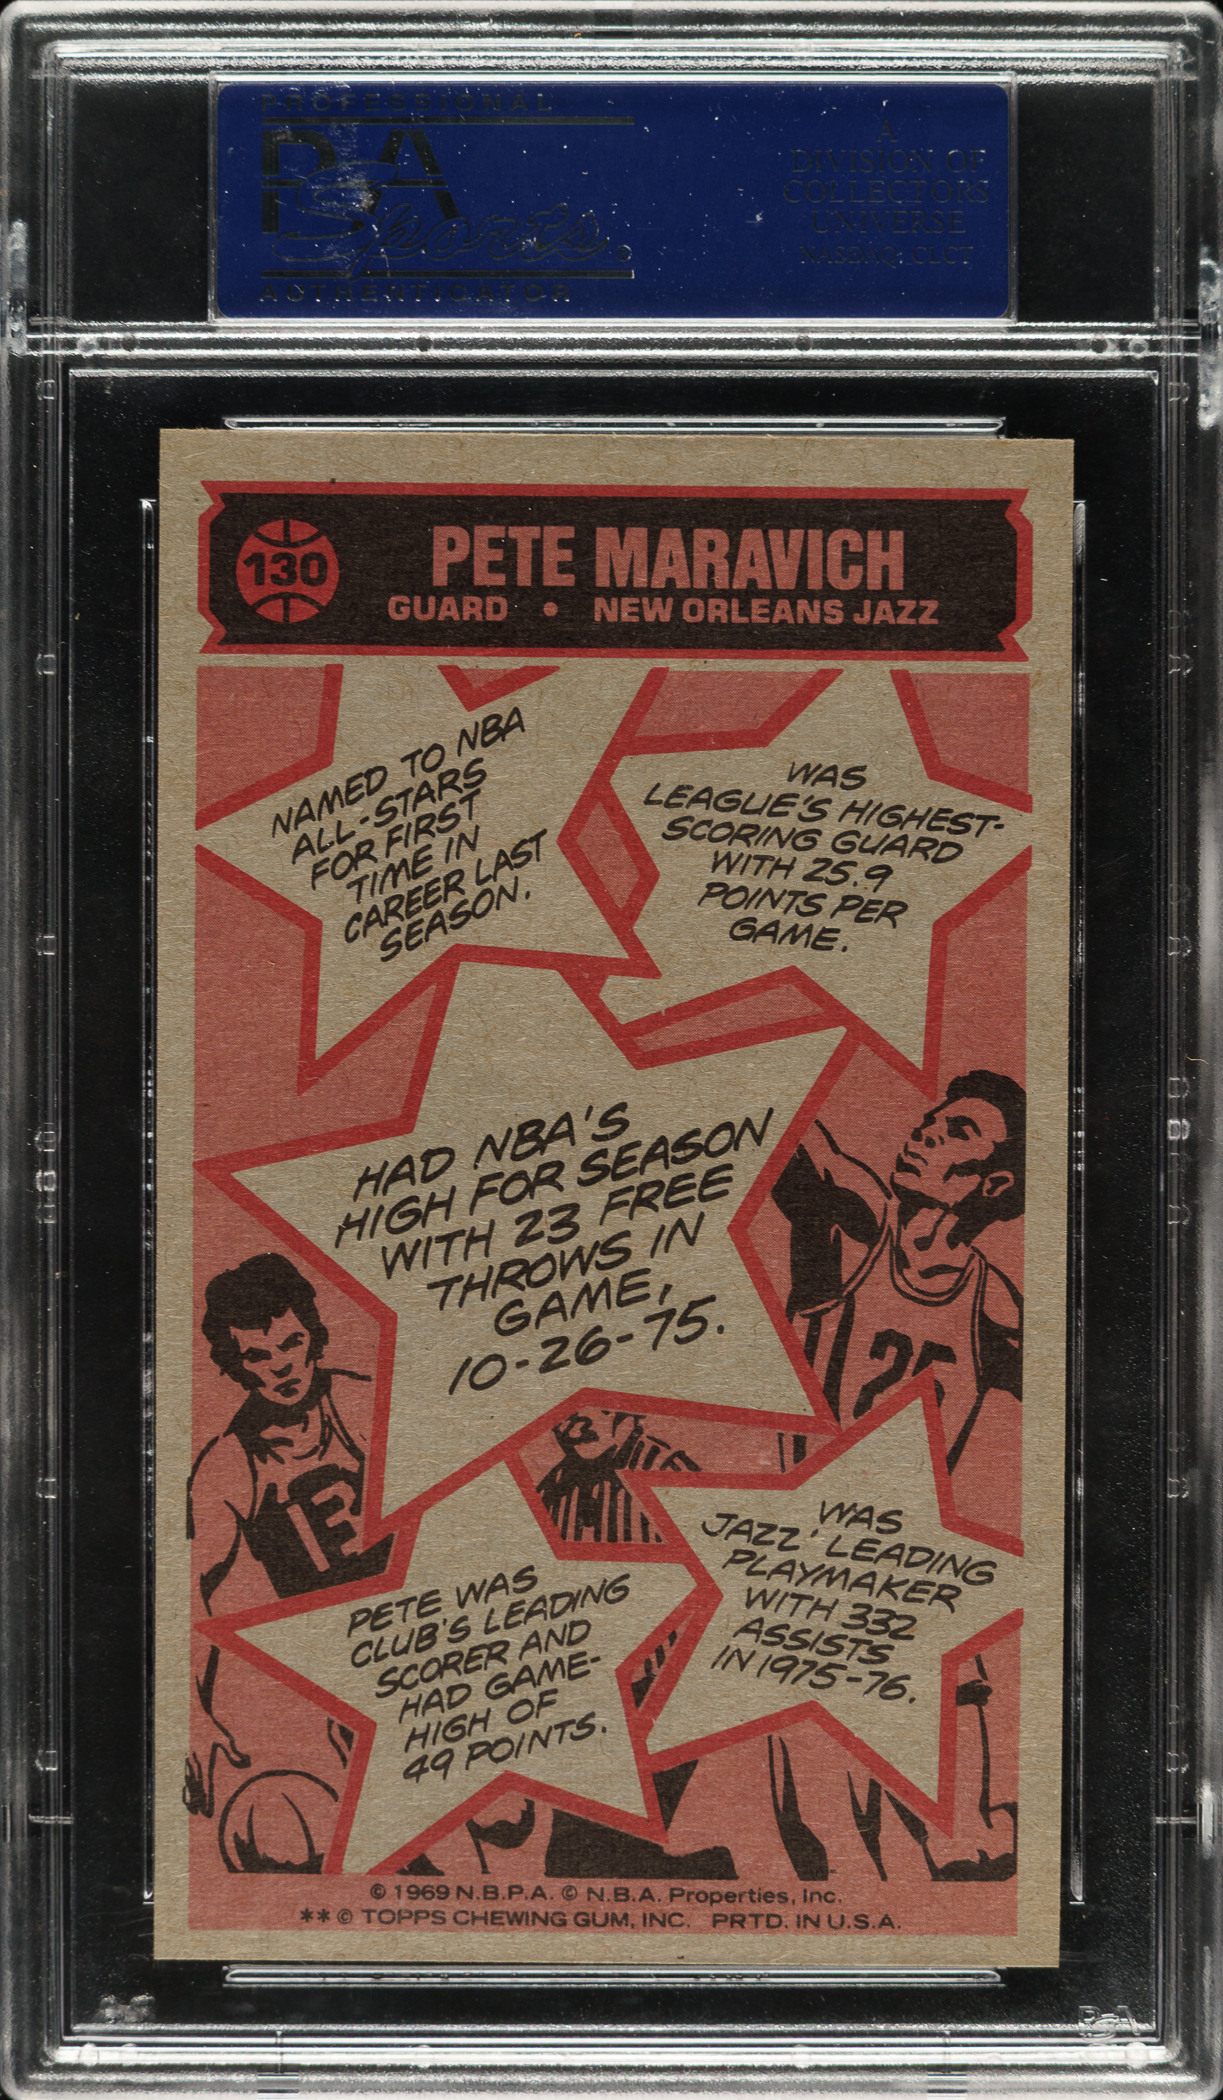 PROFESSIONAL
PSA
Sports
AUTHENTICATOR
A
DIVISION OF
COLLECTORS
UNIVERSE
NASDAQ: CLCT
130
PETE MARAVICH
GUARD • NEW ORLEANS JAZZ
NAMED TO NBA
ALL-STARS
FOR FIRST
TIME IN
CAREER LAST
SEASON.
WAS
LEAGUE'S HIGHEST-
SCORING GUARD
WITH 25.9
POINTS PER
GAME.
HAD NBA'S
HIGH FOR SEASON
WITH 23 FREE
THROWS IN
GAME,
10-26-75.
PETE WAS
CLUB'S LEADING
SCORER AND
HAD GAME-
HIGH OF
49 POINTS.
WAS
JAZZ' LEADING
PLAYMAKER
WITH 332
ASSISTS
IN 1975-76.
© 1969 N.B.P.A. © N.B.A. Properties, Inc.
** © TOPPS CHEWING GUM, INC. PRTD. IN U.S.A.
PSA